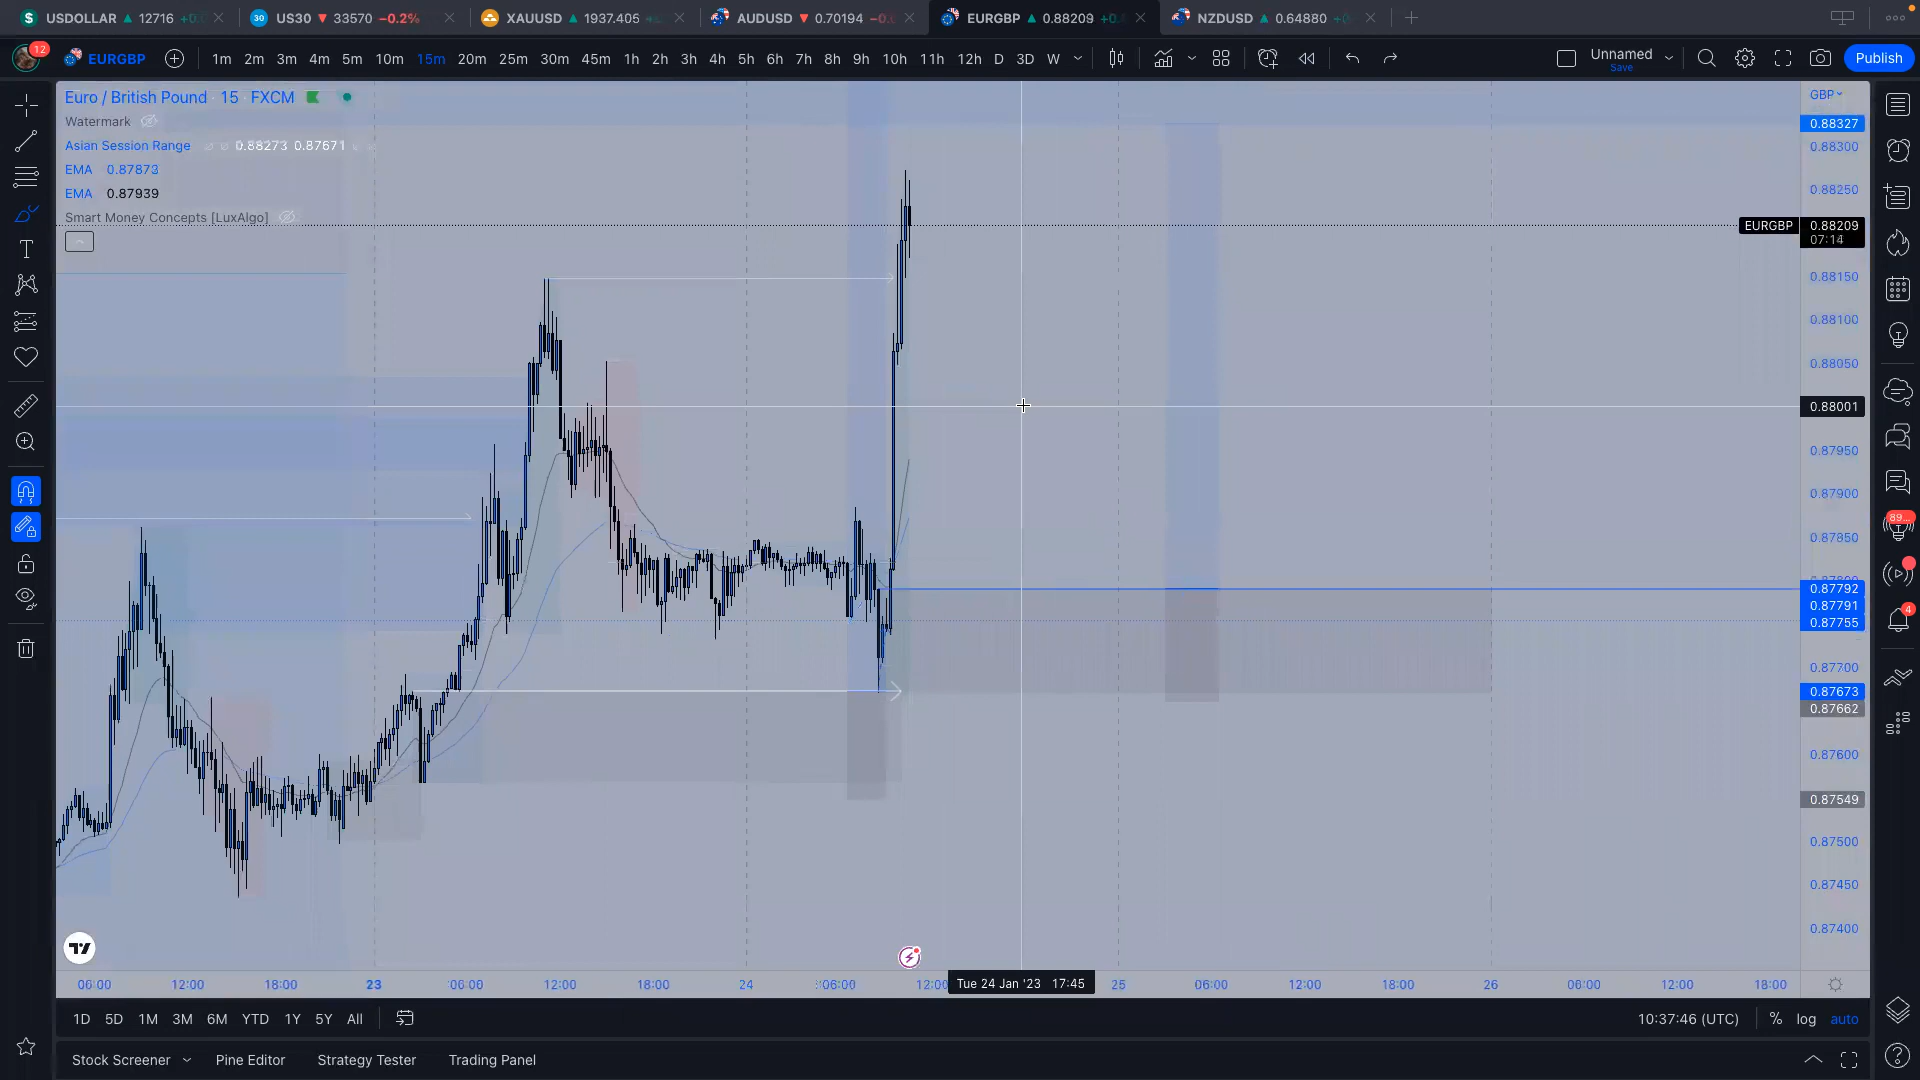 USDOLLAR 12716
US30 33570 −0.2%
XAUUSD 1937.405
AUDUSD 0.70194
EURGBP 0.88209
NZDUSD 0.64880
12 EURGBP 1m 2m 3m 4m 5m 10m 15m 20m 25m 30m 45m 1h 2h 3h 4h 5h 6h 7h 8h 9h 10h 11h 12h D 3D W Unnamed Save Publish
Euro / British Pound · 15 · FXCM
Watermark
Asian Session Range 0.88273 0.87671
EMA 0.87873
EMA 0.87939
Smart Money Concepts [LuxAlgo]
GBP
0.88327
0.88300
0.88250
EURGBP 0.88209
07:14
0.88150
0.88100
0.88050
0.88001
0.87950
0.87900
0.87850
0.87792
0.87791
0.87755
0.87700
0.87673
0.87662
0.87600
0.87549
0.87500
0.87450
0.87400
89...
4
06:00 12:00 18:00 23 06:00 12:00 18:00 24 06:00 12:00 Tue 24 Jan '23 17:45 25 06:00 12:00 18:00 26 06:00 12:00 18:00
1D 5D 1M 3M 6M YTD 1Y 5Y All 10:37:46 (UTC) % log auto
Stock Screener Pine Editor Strategy Tester Trading Panel